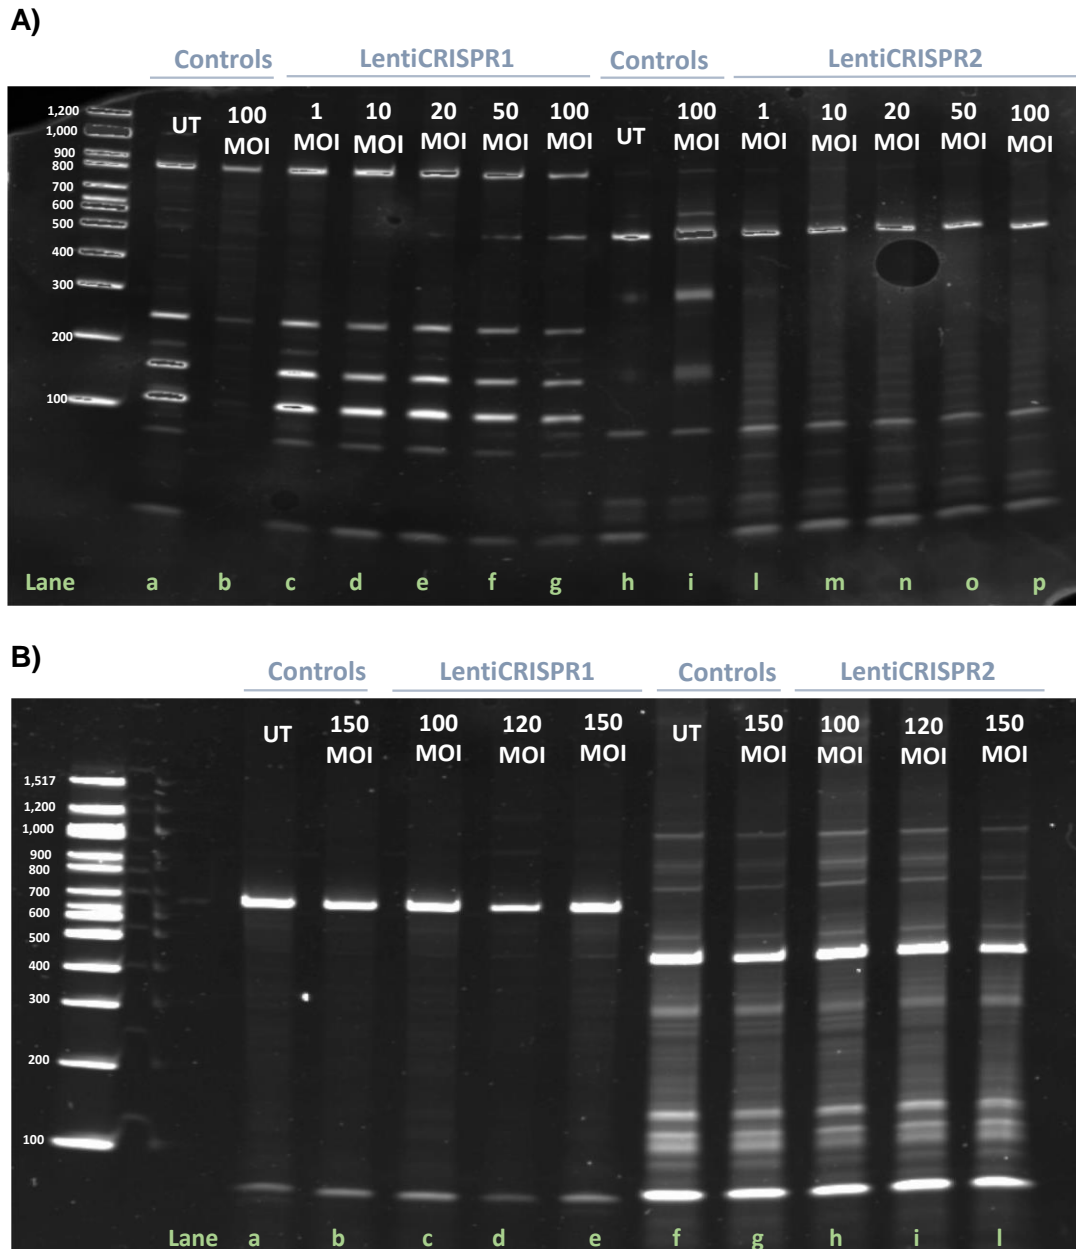 A)
Controls LentiCRISPR1 Controls LentiCRISPR2
UT 100 MOI 1 MOI 10 MOI 20 MOI 50 MOI 100 MOI UT 100 MOI 1 MOI 10 MOI 20 MOI 50 MOI 100 MOI
1,200
1,000
900
800
700
600
500
400
300
200
100
Lane a b c d e f g h i l m n o p
B)
Controls LentiCRISPR1 Controls LentiCRISPR2
UT 150 MOI 100 MOI 120 MOI 150 MOI UT 150 MOI 100 MOI 120 MOI 150 MOI
1,517
1,200
1,000
900
800
700
600
500
400
300
200
100
Lane a b c d e f g h i l